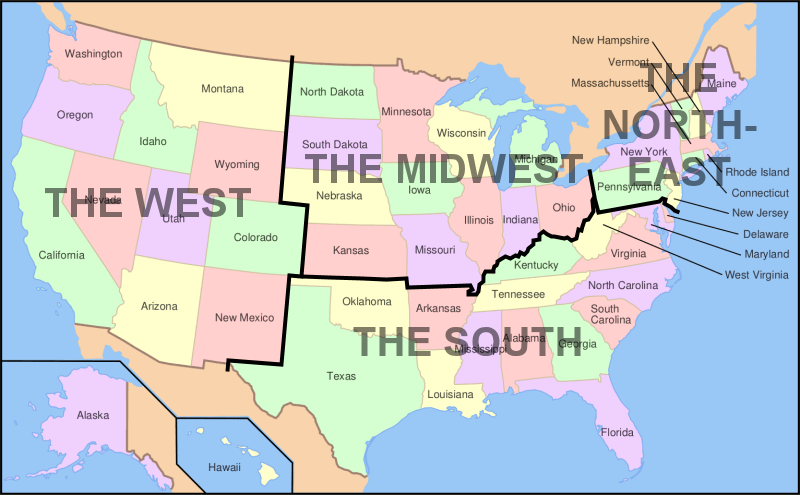 New Hampshire
Vermont
Massachusetts
THE
NORTH-
EAST
Maine
New York
Pennsylvania
Rhode Island
Connecticut
New Jersey
Delaware
Maryland
West Virginia
Washington
Oregon
Idaho
Montana
Wyoming
THE WEST
Nevada
Utah
Colorado
California
Arizona
New Mexico
North Dakota
South Dakota
Minnesota
Wisconsin
Michigan
THE MIDWEST
Nebraska
Iowa
Illinois
Indiana
Ohio
Kansas
Missouri
Kentucky
Virginia
Tennessee
North Carolina
South
Carolina
Oklahoma
Arkansas
THE SOUTH
Mississippi
Alabama
Georgia
Texas
Louisiana
Florida
Alaska
Hawaii